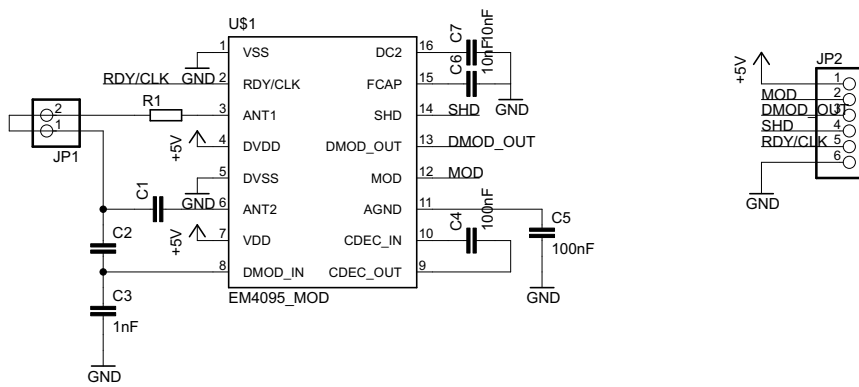 U$1
1 VSS
2 RDY/CLK
3 ANT1
4 DVDD
5 DVSS
6 ANT2
7 VDD
8 DMOD_IN
DC2 16
FCAP 15
SHD 14
DMOD_OUT 13
MOD 12
AGND 11
CDEC_IN 10
CDEC_OUT 9
EM4095_MOD
GND
RDY/CLK
R1
2
1
JP1
+5V
GND
C1
+5V
C2
C3
1nF
GND
C7
10nF
C6
10nF
GND
SHD
DMOD_OUT
MOD
C4
100nF
C5
100nF
GND
JP2
+5V
1
MOD 2
DMOD_OUT 3
SHD 4
RDY/CLK 5
6
GND